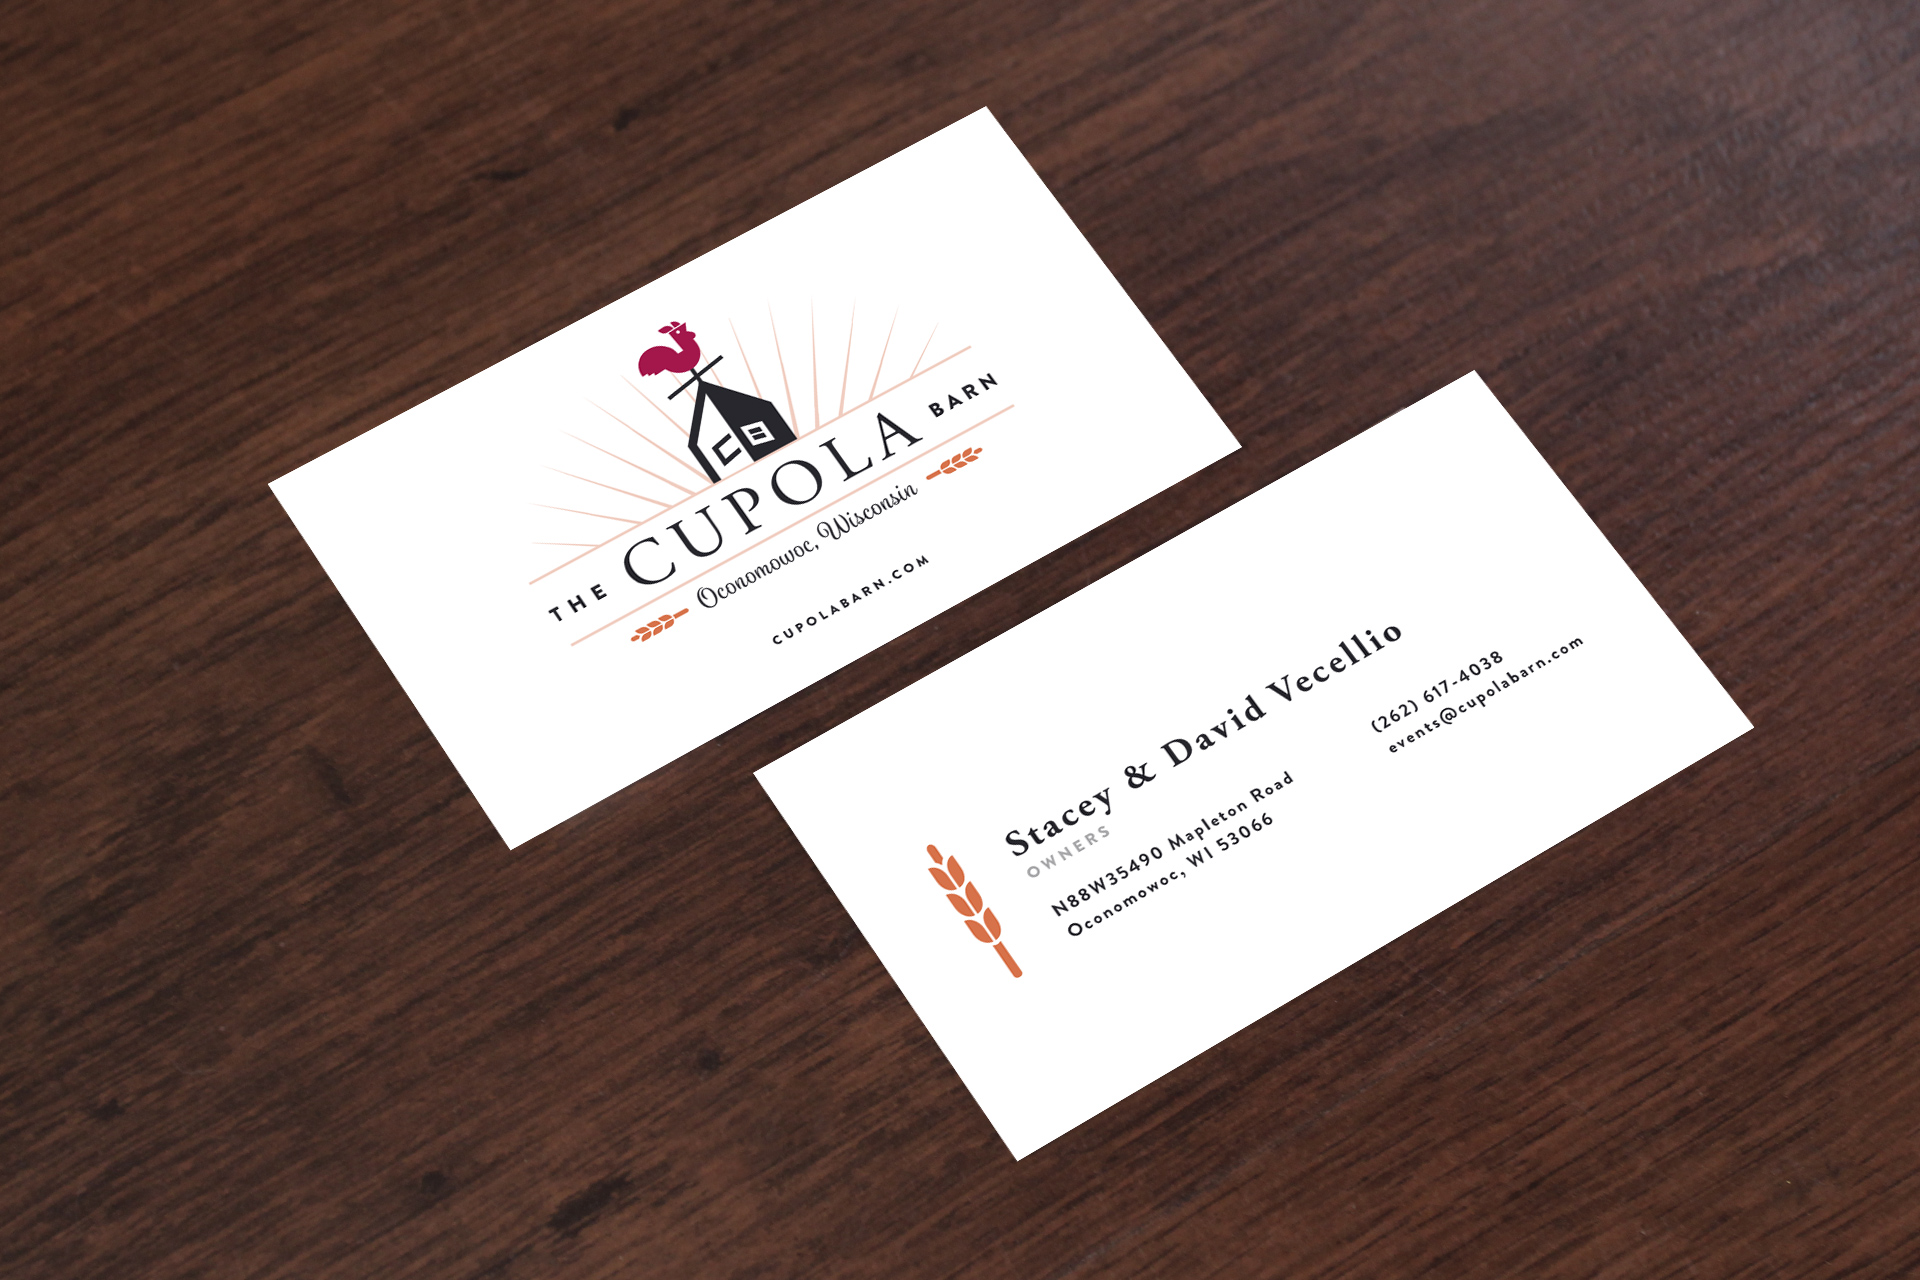 THE CUPOLA BARN
Oconomowoc, Wisconsin
CUPOLABARN.COM
Stacey & David Vecellio
OWNERS
N88W35490 Mapleton Road
Oconomowoc, WI 53066
(262) 617-4038
events@cupolabarn.com